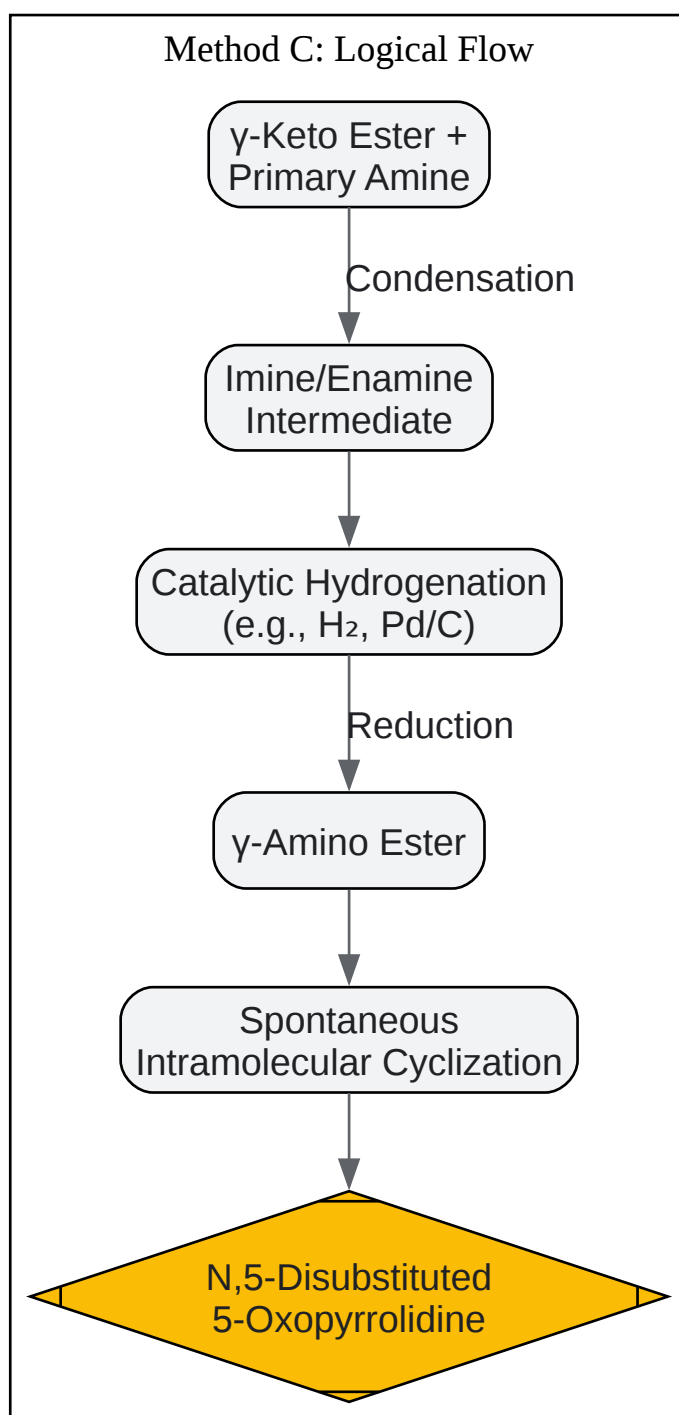 Method C: Logical Flow
γ-Keto Ester +
Primary Amine
Condensation
Imine/Enamine
Intermediate
Catalytic Hydrogenation
(e.g., H₂, Pd/C)
Reduction
γ-Amino Ester
Spontaneous
Intramolecular Cyclization
N,5-Disubstituted
5-Oxopyrrolidine